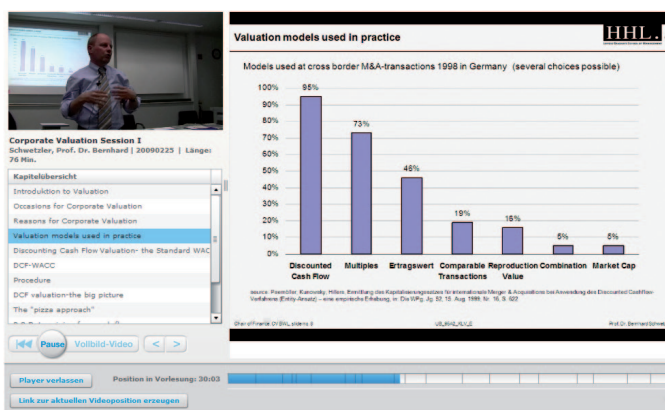 Valuation models used in practice
HHL.
Models used at cross border M&A-transactions 1998 in Germany (several choices possible)
100%
90%
80%
70%
60%
50%
40%
30%
20%
10%
0%
95%
73%
46%
19%
16%
5%
5%
Discounted Cash Flow
Multiples
Ertragswert
Comparable Transactions
Reproduction Value
Combination
Market Cap
Corporate Valuation Session I
Schwetzler, Prof. Dr. Bernhard | 20090225 | Länge:
76 Min.
Kapitelübersicht
Introduktion to Valuation
Occasions for Corporate Valuation
Reasons for Corporate Valuation
Valuation models used in practice
Discounting Cash Flow Valuation- the Standard WAC
DCF-WACC
Procedure
DCF valuation-the big picture
The "pizza approach"
Pause
Vollbild-Video
<
>
Player verlassen
Position in Vorlesung: 30:03
Link zur aktuellen Videoposition erzeugen